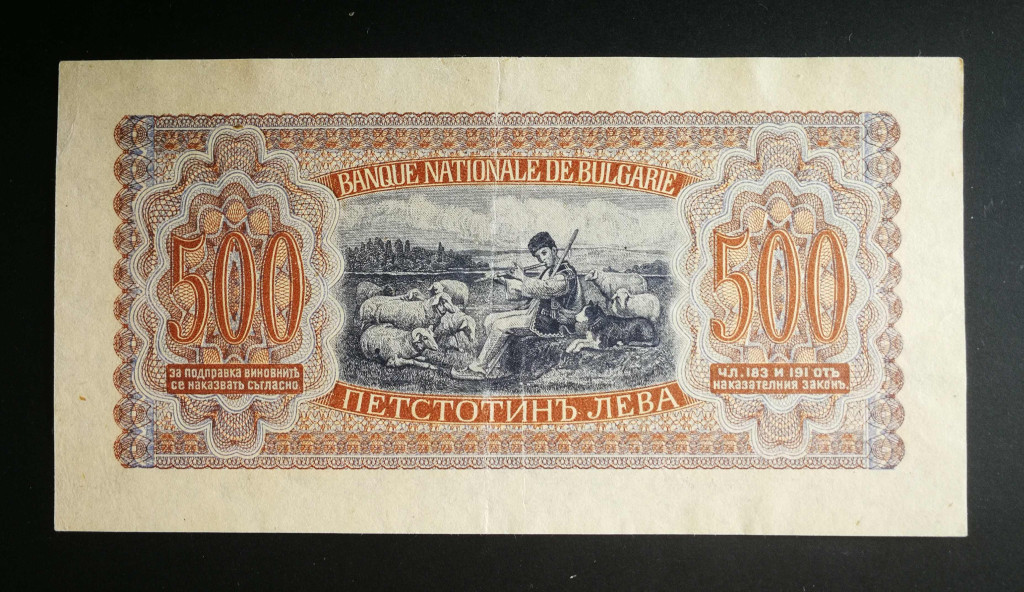 BANQUE NATIONALE DE BULGARIE
500
500
за подправка виновнитѣ
се наказватъ съгласно
чл. 183 и 191 отъ
наказателния законъ.
ПЕТСТОТИНЪ ЛЕВА